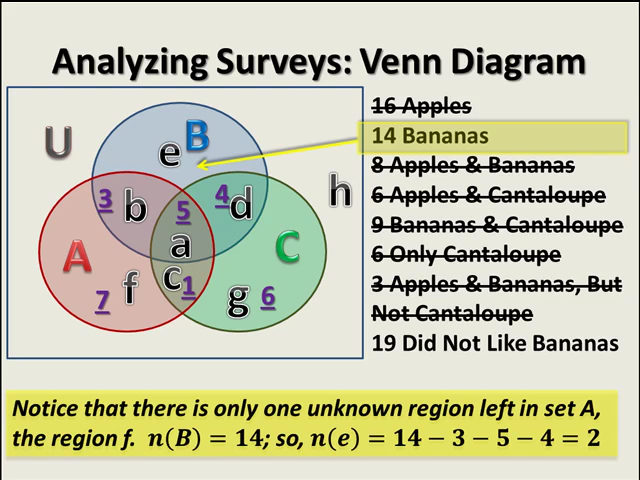 Analyzing Surveys: Venn Diagram
U
B
e
h
3
b
5
4
d
a
A
C
c
1
f
7
g
6
16 Apples
14 Bananas
8 Apples & Bananas
6 Apples & Cantaloupe
9 Bananas & Cantaloupe
6 Only Cantaloupe
3 Apples & Bananas, But
Not Cantaloupe
19 Did Not Like Bananas
Notice that there is only one unknown region left in set A,
the region f. n(B) = 14; so, n(e) = 14 − 3 − 5 − 4 = 2